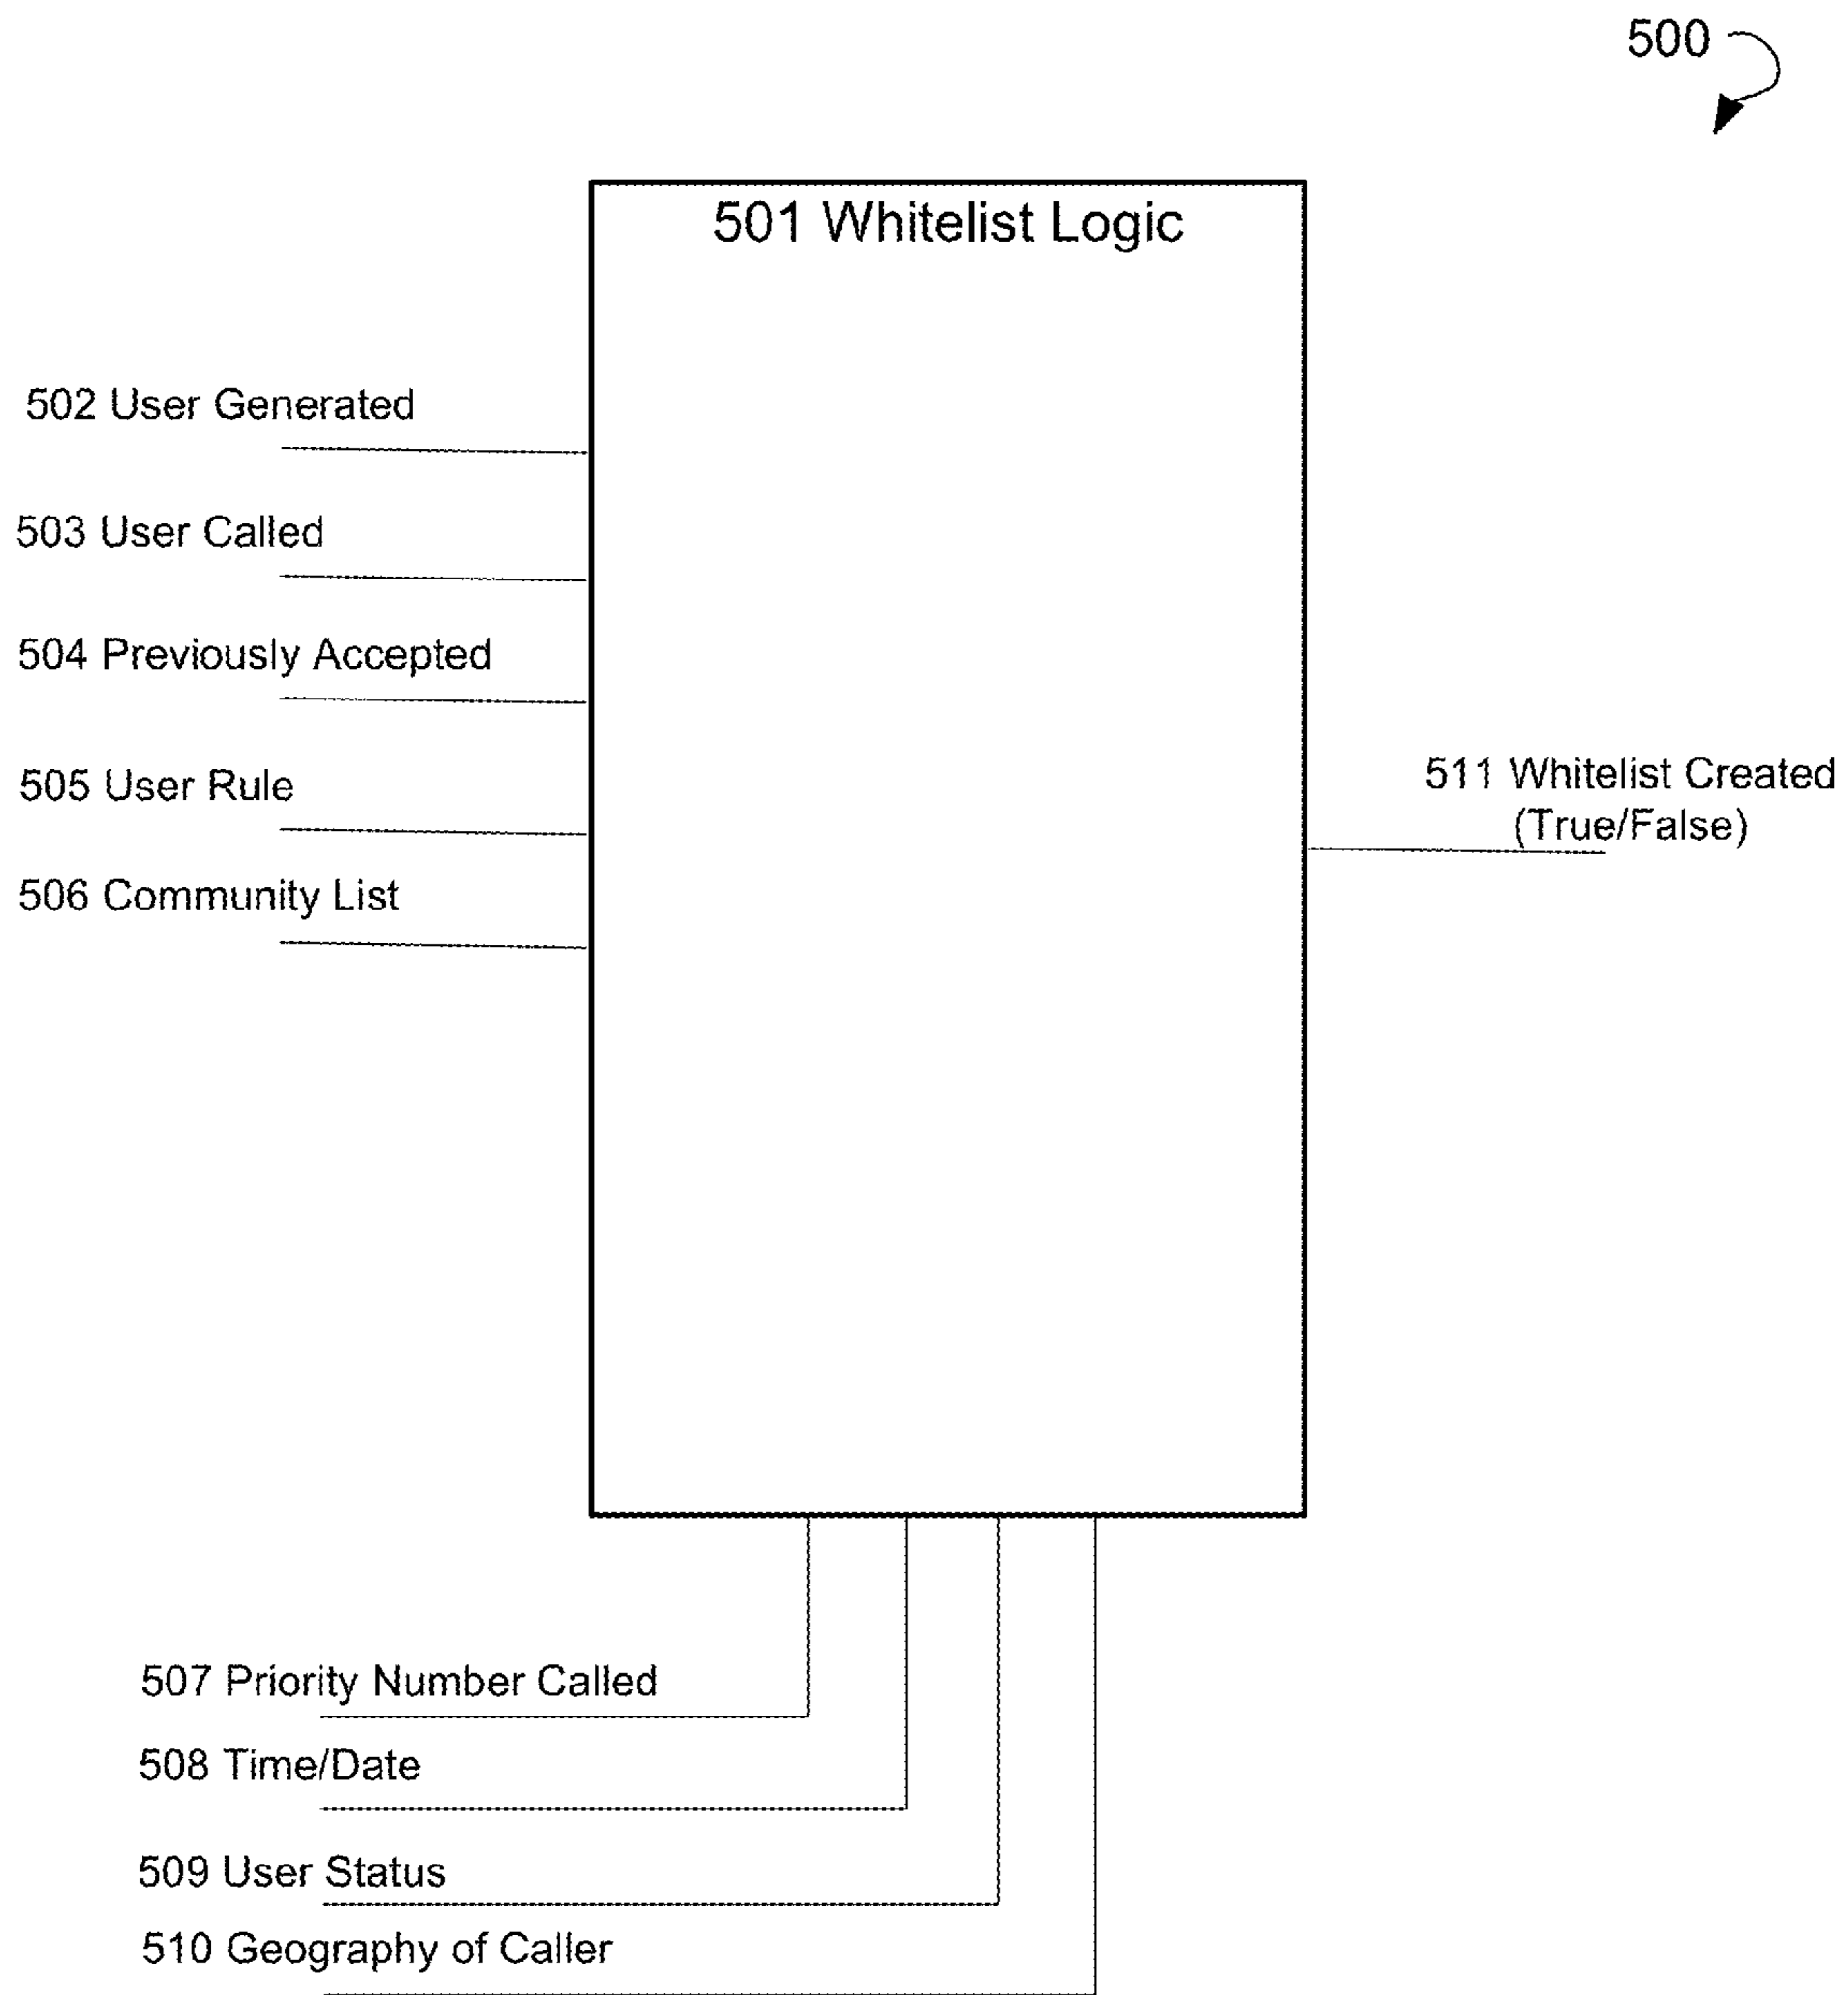 500
501 Whitelist Logic
502 User Generated
503 User Called
504 Previously Accepted
505 User Rule
506 Community List
511 Whitelist Created
(True/False)
507 Priority Number Called
508 Time/Date
509 User Status
510 Geography of Caller